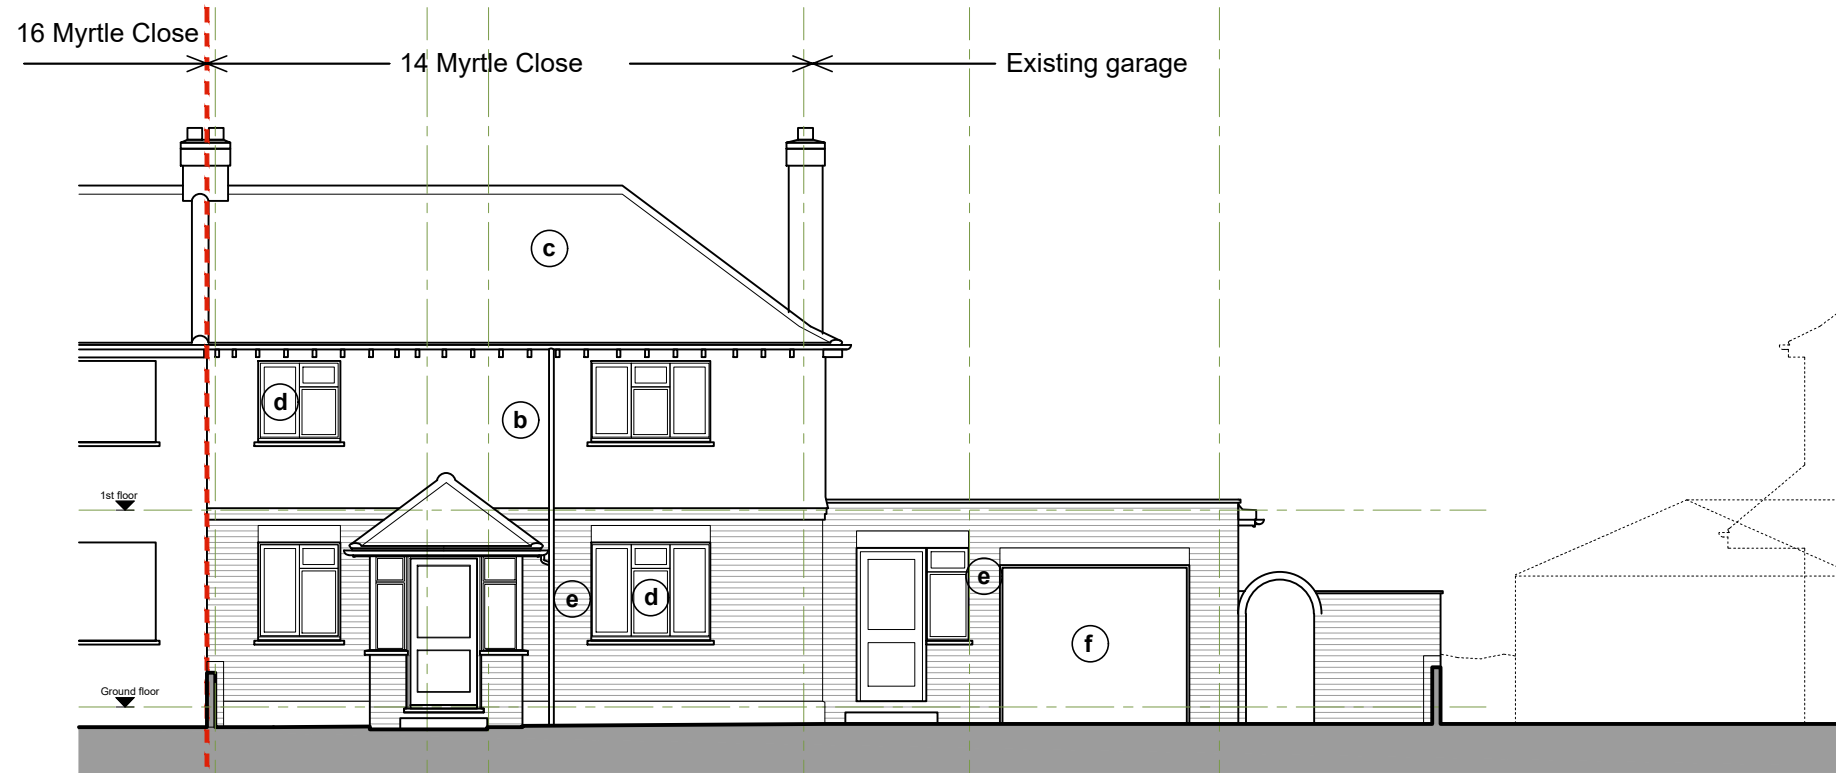 16 Myrtle Close
14 Myrtle Close
Existing garage
c
d
b
1st floor
e
e
d
f
Ground floor